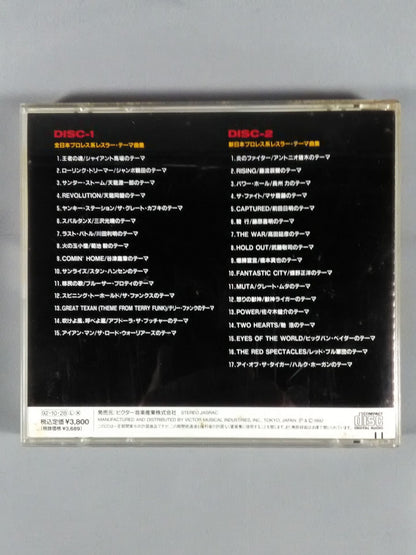 DISC-1
全日本プロレス系レスラー・テーマ曲集
1.王者の魂/ジャイアント馬場のテーマ
2.ローリング・ドリーマー/ジャンボ鶴田のテーマ
3.サンダー・ストーム/天龍源一郎のテーマ
4.REVOLUTION/天龍同盟のテーマ
5.ヤンキー・ステーション/ザ・グレート・カブキのテーマ
6.スパルタンX/三沢光晴のテーマ
7.ラスト・バトル/川田利明のテーマ
8.火の玉小僧/菊地 毅のテーマ
9.COMIN' HOME/谷津嘉章のテーマ
10.サンライズ/スタン・ハンセンのテーマ
11.移民の歌/ブルーザー・ブロディのテーマ
12.スピニング・トーホールド/ザ・ファンクスのテーマ
13.GREAT TEXAN (THEME FROM TERRY FUNK)/テリー・ファンクのテーマ
14.吹けよ風、呼べよ嵐/アブドーラ・ザ・ブッチャーのテーマ
15.アイアン・マン/ザ・ロード・ウォリアーズのテーマ
DISC-2
新日本プロレス系レスラー・テーマ曲集
1.炎のファイター/アントニオ猪木のテーマ
2.RISING/藤波辰爾のテーマ
3.パワー・ホール/長州 力のテーマ
4.ザ・ファイト/マサ斎藤のテーマ
5.CAPTURED/前田日明のテーマ
6.騎 行/藤原喜明のテーマ
7.THE WAR/高田延彦のテーマ
8.HOLD OUT/武藤敬司のテーマ
9.爆勝宣言/橋本真也のテーマ
10.FANTASTIC CITY/蝶野正洋のテーマ
11.MUTA/グレート・ムタのテーマ
12.怒りの獣神/獣神ライガーのテーマ
13.POWER/佐々木健介のテーマ
14.TWO HEARTS/馳 浩のテーマ
15.EYES OF THE WORLD/ビッグバン・ベイダーのテーマ
16.THE RED SPECTACLES/レッド・ブル軍団のテーマ
17.アイ・オブ・ザ・タイガー/ハルク・ホーガンのテーマ
92・10・28
税込定価¥3,800
(税抜価格¥3,689)
発売元:ビクター音楽産業株式会社 STEREO JASRAC
MANUFACTURED AND DISTRIBUTED BY VICTOR MUSICAL INDUSTRIES, INC., TOKYO, JAPAN
COMPACT
disc
DIGITAL AUDIO